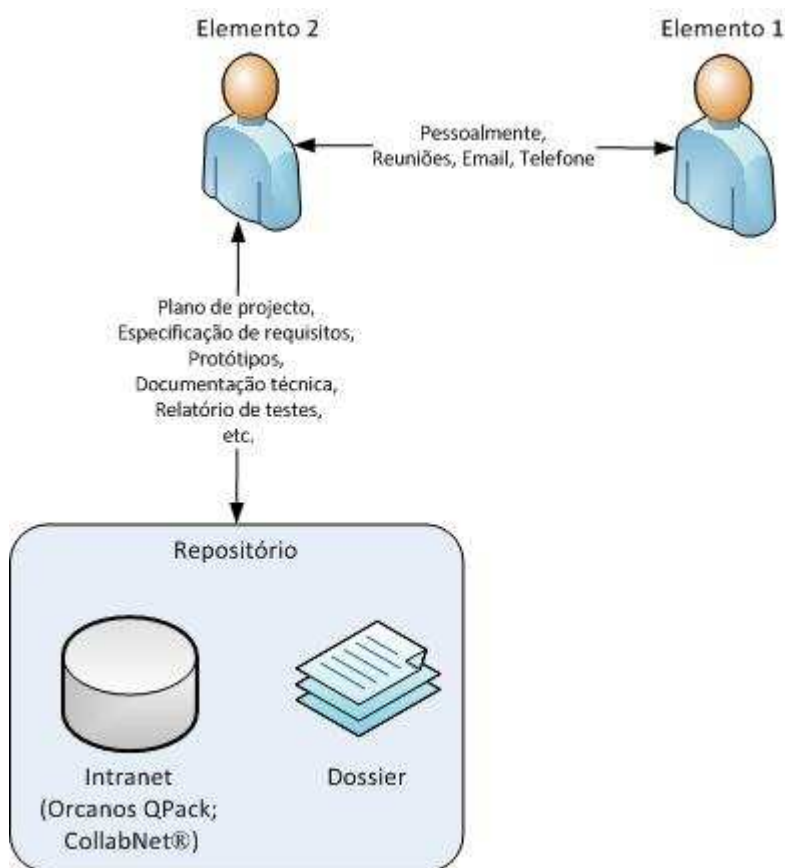 Elemento 2
Elemento 1
Pessoalmente,
Reuniões, Email, Telefone
Plano de projecto,
Especificação de requisitos,
Protótipos,
Documentação técnica,
Relatório de testes,
etc.
Repositório
Intranet
(Orcanos QPack;
CollabNet®)
Dossier